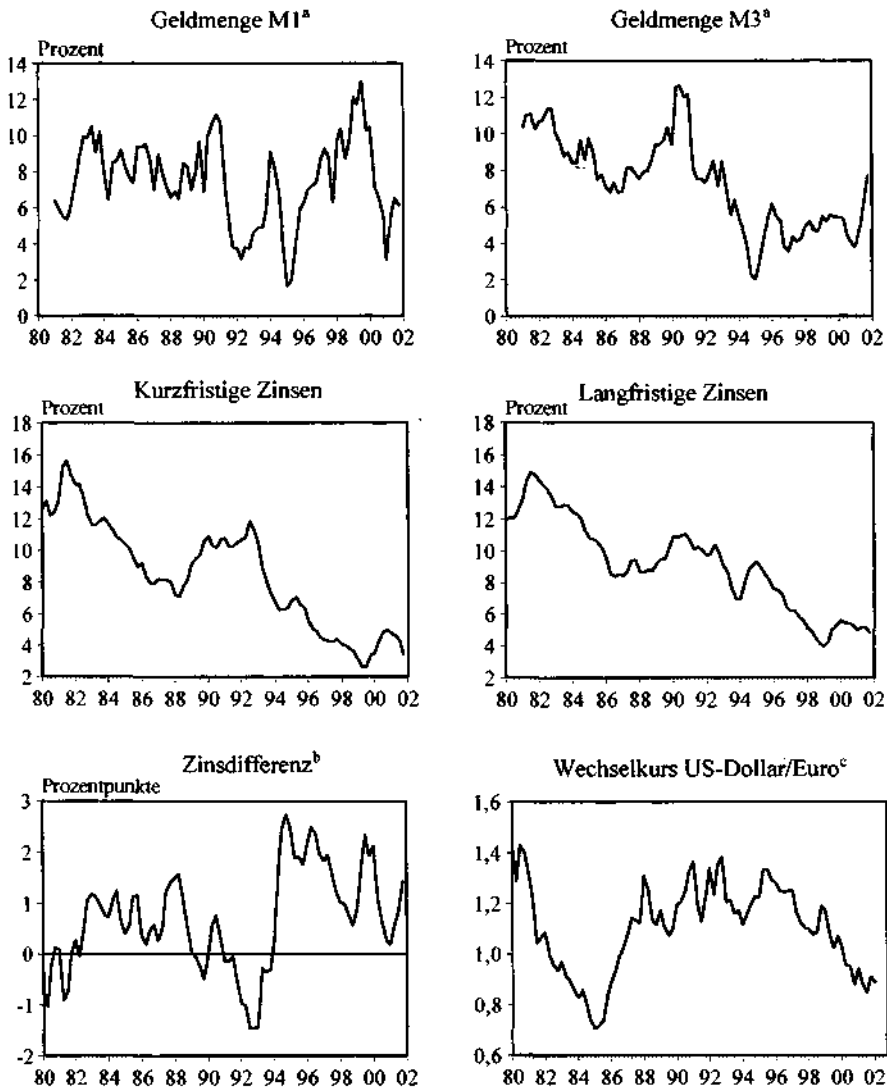 Geldmenge M1ᵃ
Prozent
14
12
10
8
6
4
2
0
80 82 84 86 88 90 92 94 96 98 00 02
Geldmenge M3ᵃ
Prozent
14
12
10
8
6
4
2
0
80 82 84 86 88 90 92 94 96 98 00 02
Kurzfristige Zinsen
Prozent
18
16
14
12
10
8
6
4
2
80 82 84 86 88 90 92 94 96 98 00 02
Langfristige Zinsen
Prozent
18
16
14
12
10
8
6
4
2
80 82 84 86 88 90 92 94 96 98 00 02
Zinsdifferenzᵇ
Prozentpunkte
3
2
1
0
-1
-2
80 82 84 86 88 90 92 94 96 98 00 02
Wechselkurs US-Dollar/Euroᶜ
1,6
1,4
1,2
1,0
0,8
0,6
80 82 84 86 88 90 92 94 96 98 00 02